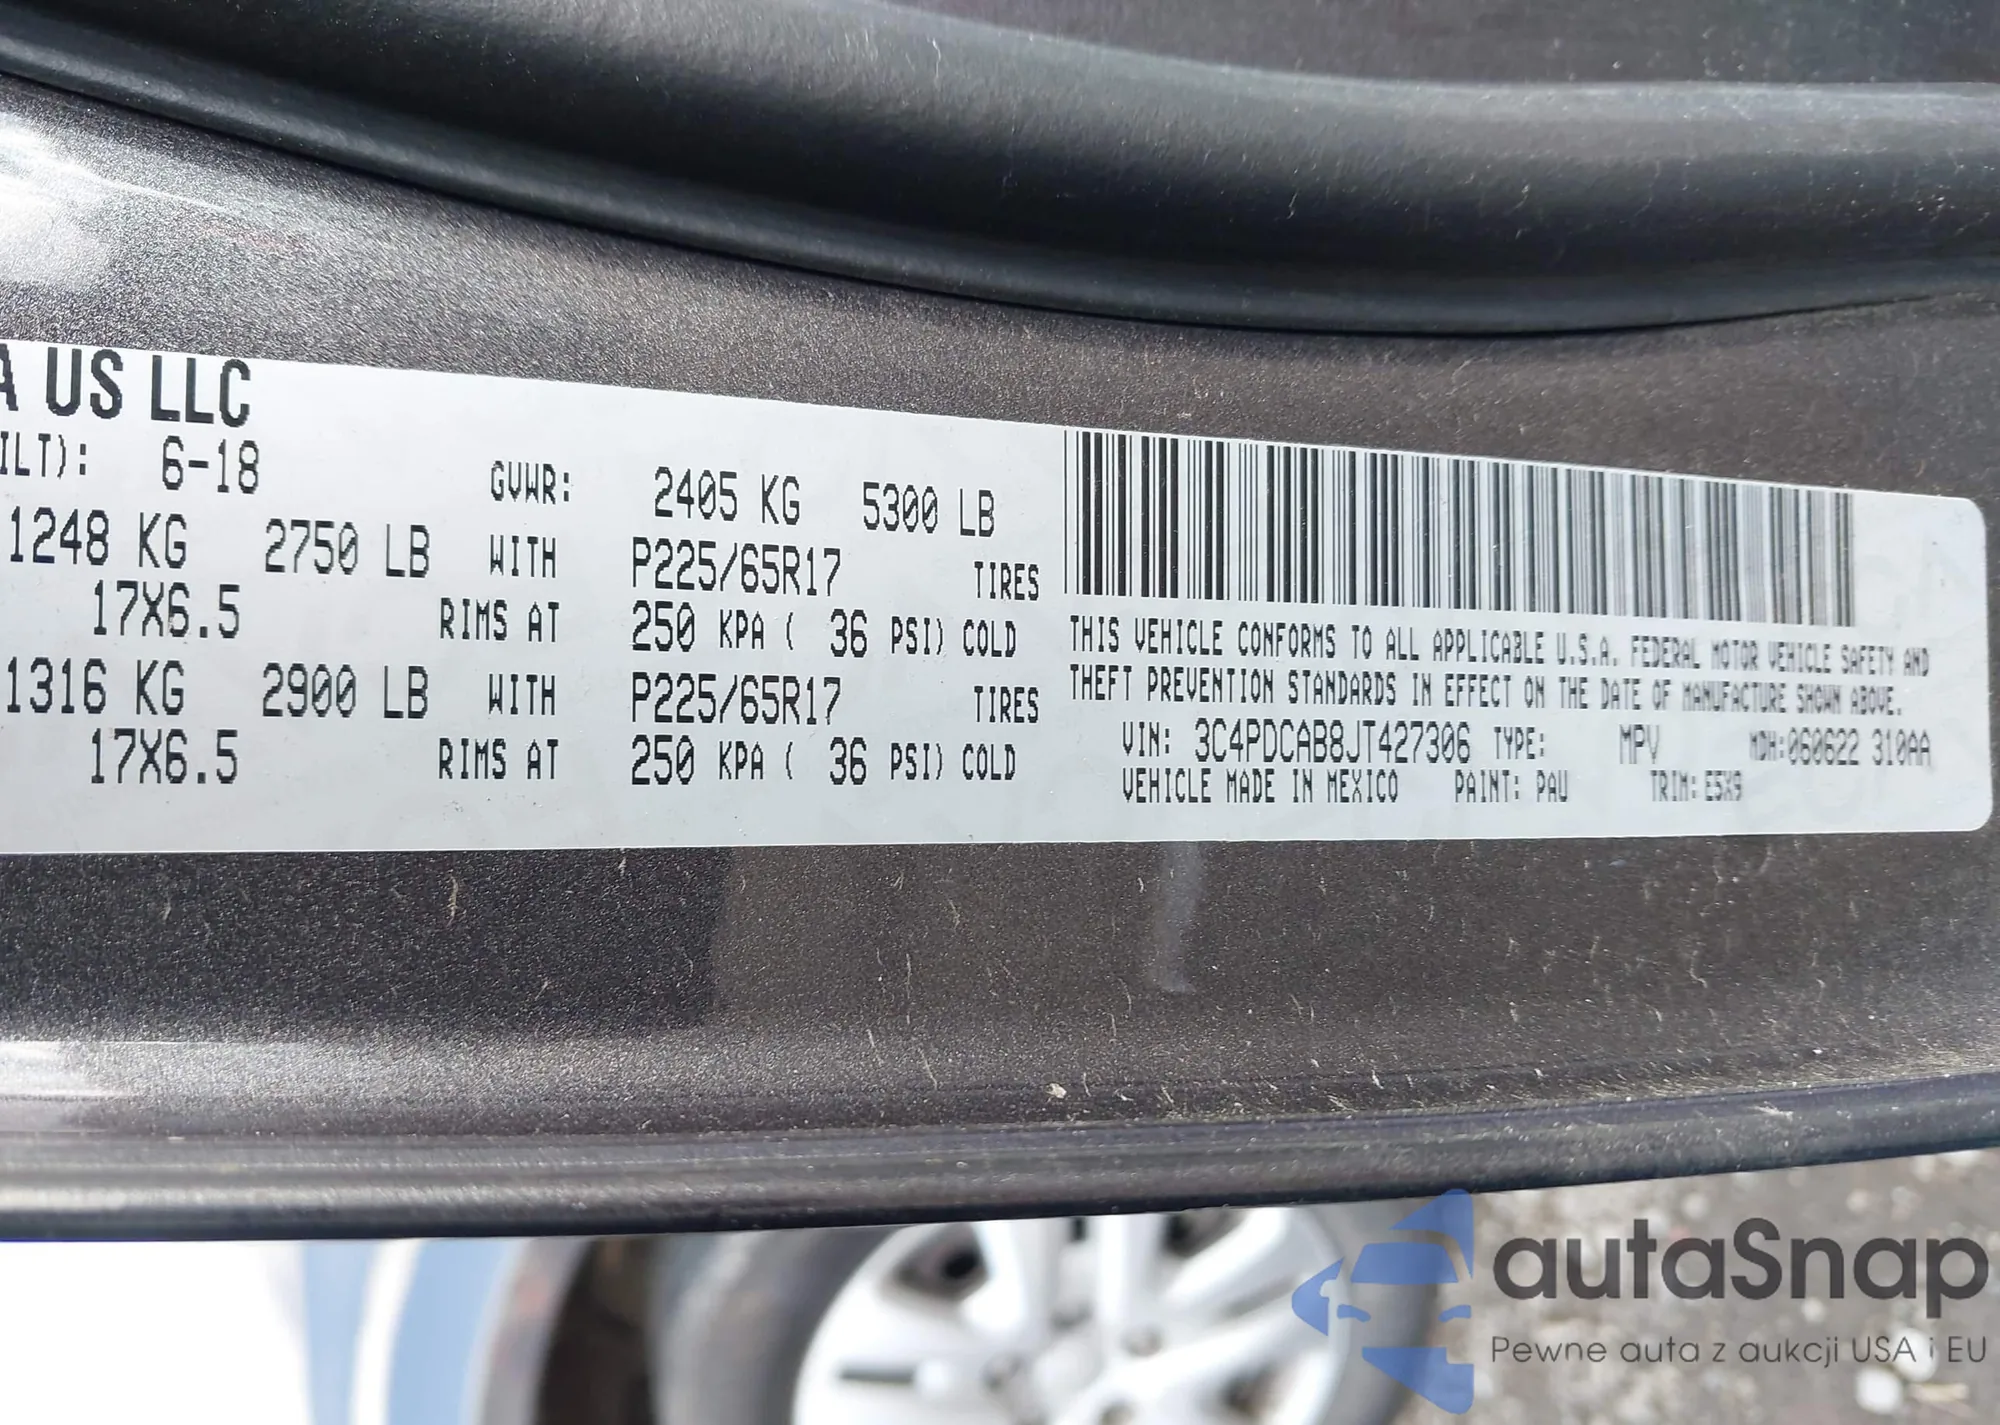 A US LLC
ILT): 6-18 GVWR: 2405 KG 5300 LB
1248 KG 2750 LB WITH P225/65R17 TIRES
17X6.5 RIMS AT 250 KPA ( 36 PSI) COLD
1316 KG 2900 LB WITH P225/65R17 TIRES
17X6.5 RIMS AT 250 KPA ( 36 PSI) COLD
THIS VEHICLE CONFORMS TO ALL APPLICABLE U.S.A. FEDERAL MOTOR VEHICLE SAFETY AND
THEFT PREVENTION STANDARDS IN EFFECT ON THE DATE OF MANUFACTURE SHOWN ABOVE.
VIN: 3C4PDCAB8JT427306 TYPE: MPV MDH:060622 310AA
VEHICLE MADE IN MEXICO PAINT: PAU TRIM: E5X9
autaSnap
Pewne auta z aukcji USA i EU